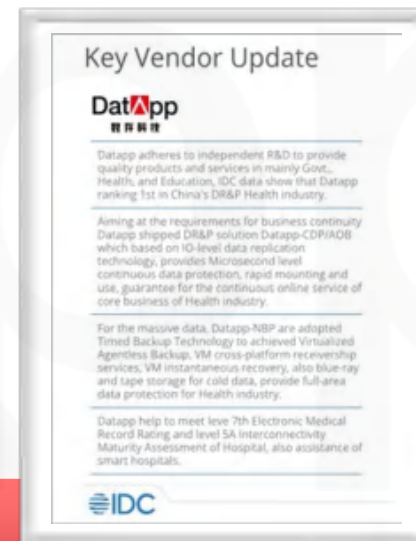 Key Vendor Update
DatApp
数存科技
Datapp adheres to independent R&D to provide
quality products and services in mainly Govt.,
Health, and Education, IDC data show that Datapp
ranking 1st in China's DR&P Health industry.
Aiming at the requirements for business continuity
Datapp shipped DR&P solution Datapp-CDP/ADB
which based on IO-level data replication
technology, provides Microsecond level
continuous data protection, rapid mounting and
use, guarantee for the continuous online service of
core business of Health industry.
For the massive data, Datapp-NBP are adopted
Timed Backup Technology to achieved Virtualized
Agentless Backup, VM cross-platform receivership
services, VM instantaneous recovery, also blue-ray
and tape storage for cold data, provide full-area
data protection for Health industry.
Datapp help to meet leve 7th Electronic Medical
Record Rating and level 5A Interconnectivity
Maturity Assessment of Hospital, also assistance of
smart hospitals.
IDC